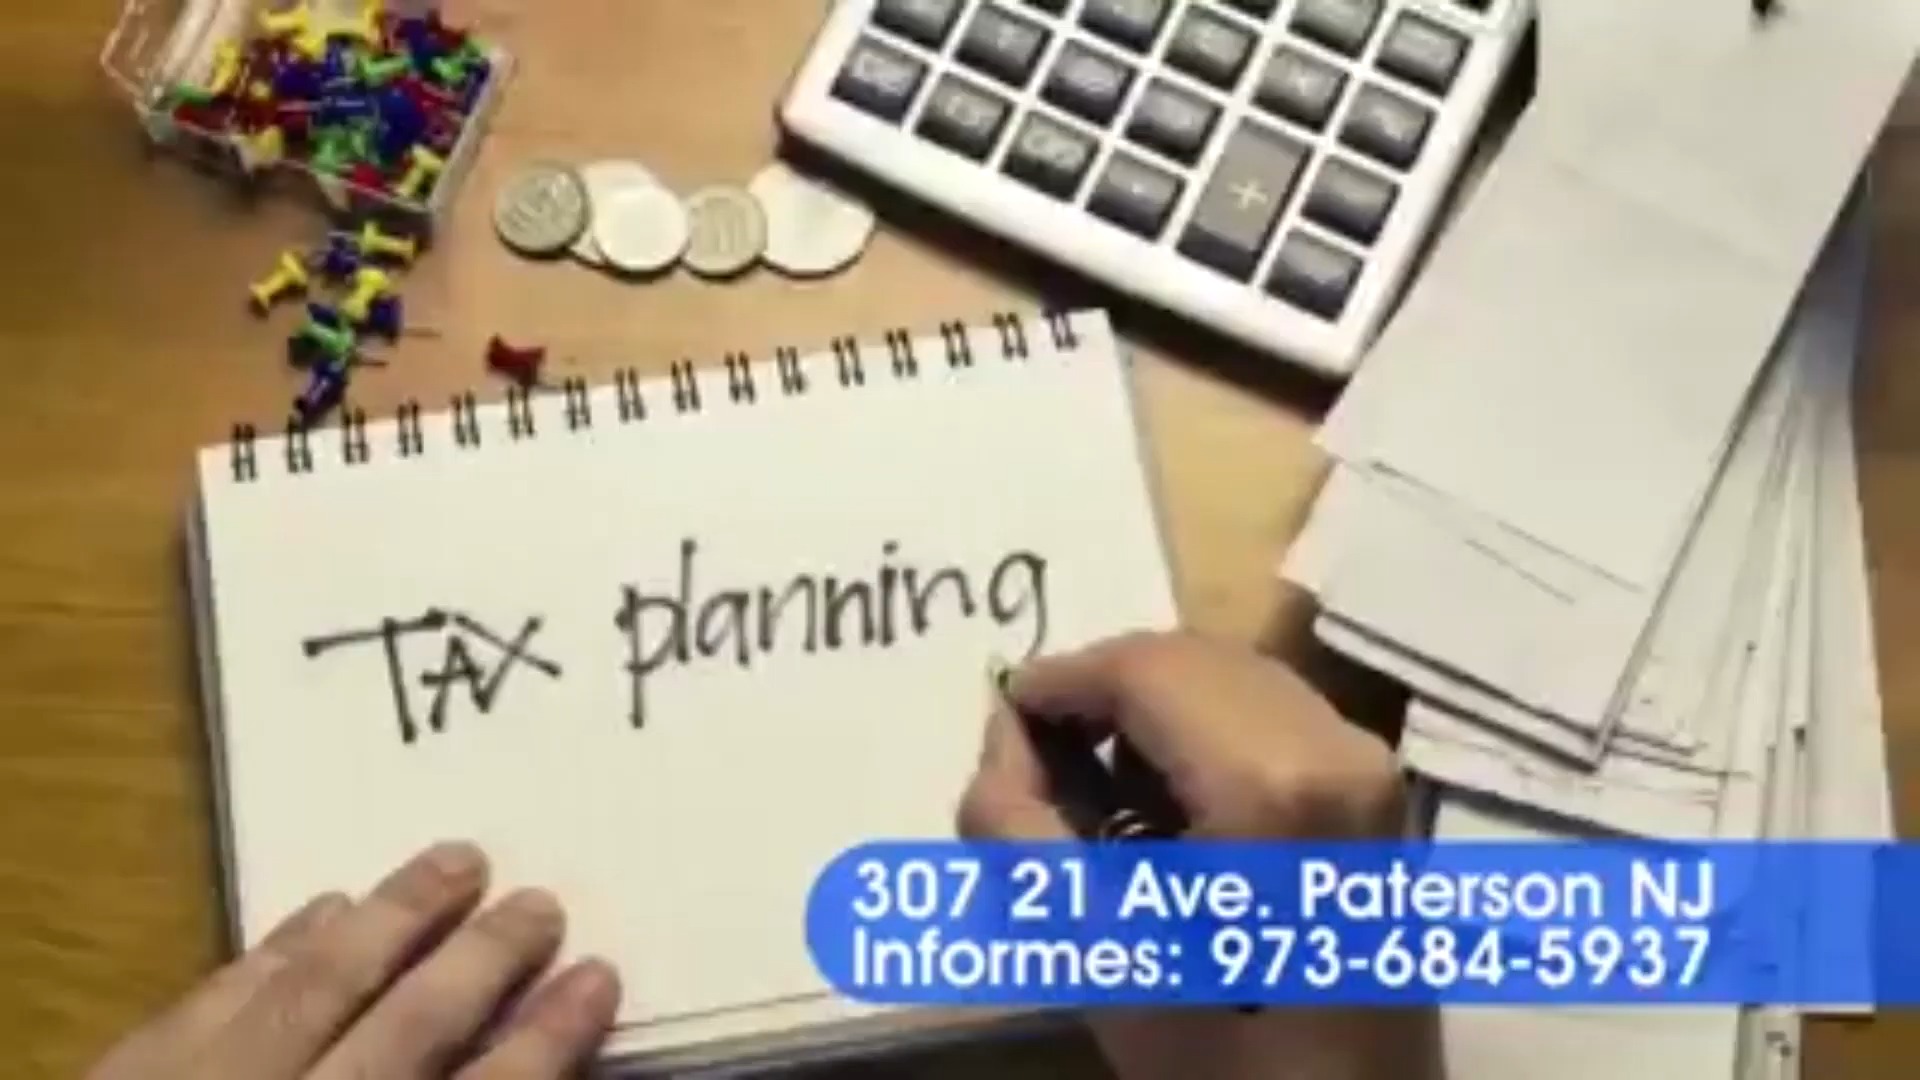 TAX planning
307 21 Ave. Paterson NJ
Informes: 973-684-5937